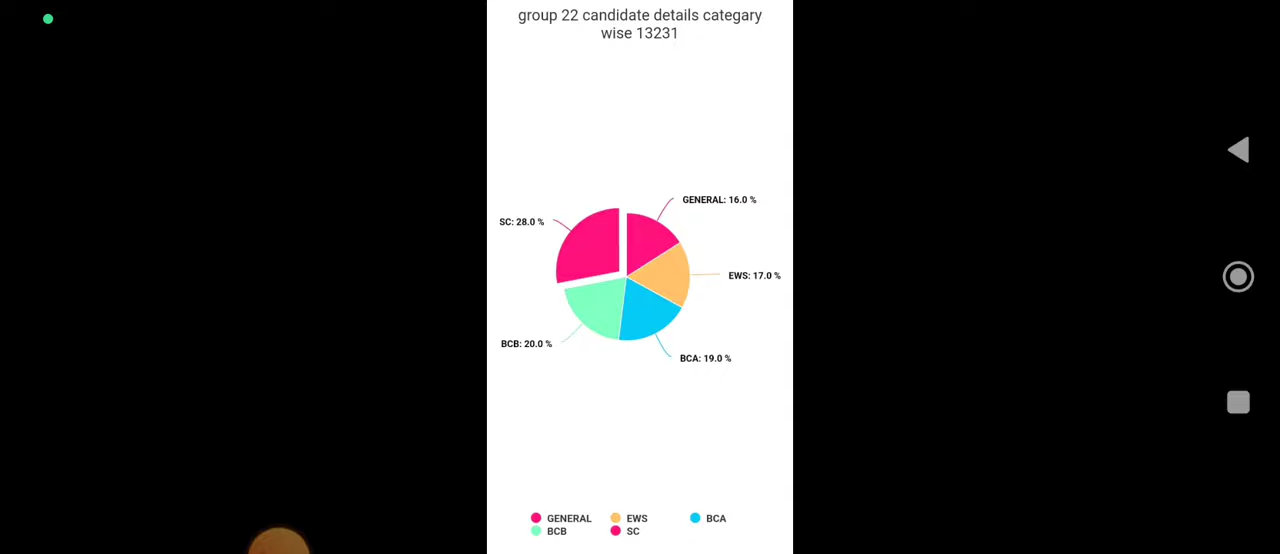 group 22 candidate details categary
wise 13231
GENERAL: 16.0 %
SC: 28.0 %
EWS: 17.0 %
BCB: 20.0 %
BCA: 19.0 %
GENERAL EWS BCA
BCB SC